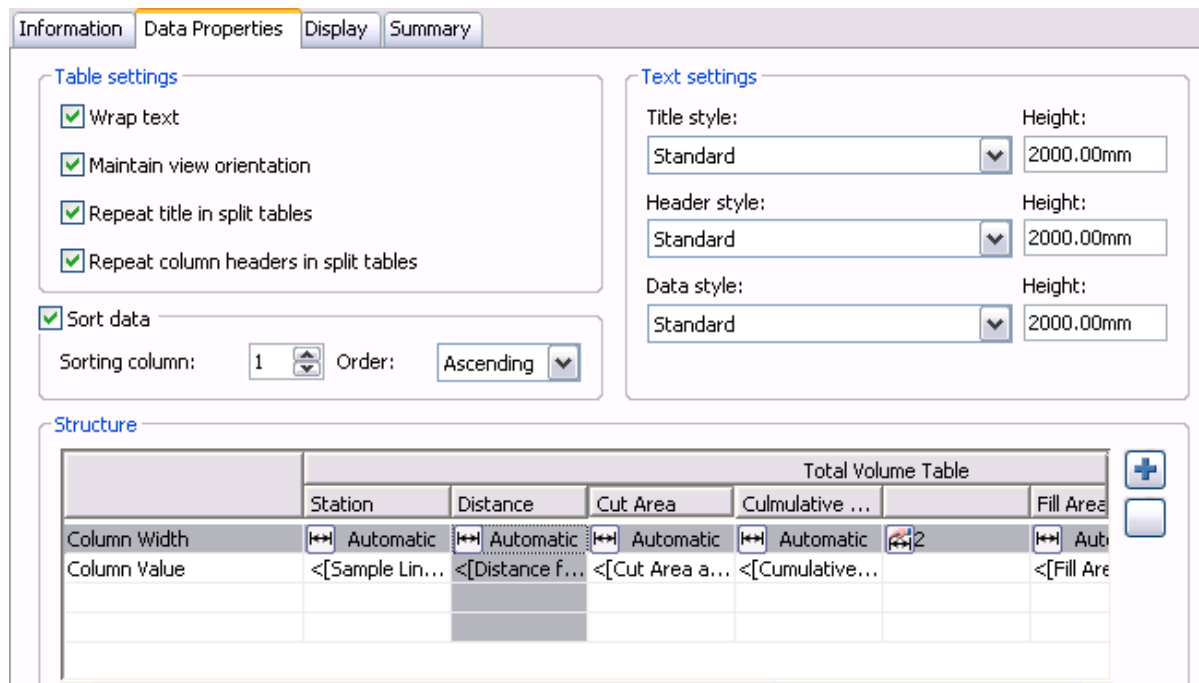 Information Data Properties Display Summary
Table settings
Wrap text
Maintain view orientation
Repeat title in split tables
Repeat column headers in split tables
Sort data
Sorting column: 1 Order: Ascending
Text settings
Title style: Height:
Standard 2000.00mm
Header style: Height:
Standard 2000.00mm
Data style: Height:
Standard 2000.00mm
Structure
Total Volume Table
Station Distance Cut Area Culmulative ... Fill Area
Column Width Automatic Automatic Automatic Automatic 2 Aut
Column Value <[Sample Lin... <[Distance f... <[Cut Area a... <[Cumulative... <[Fill Are